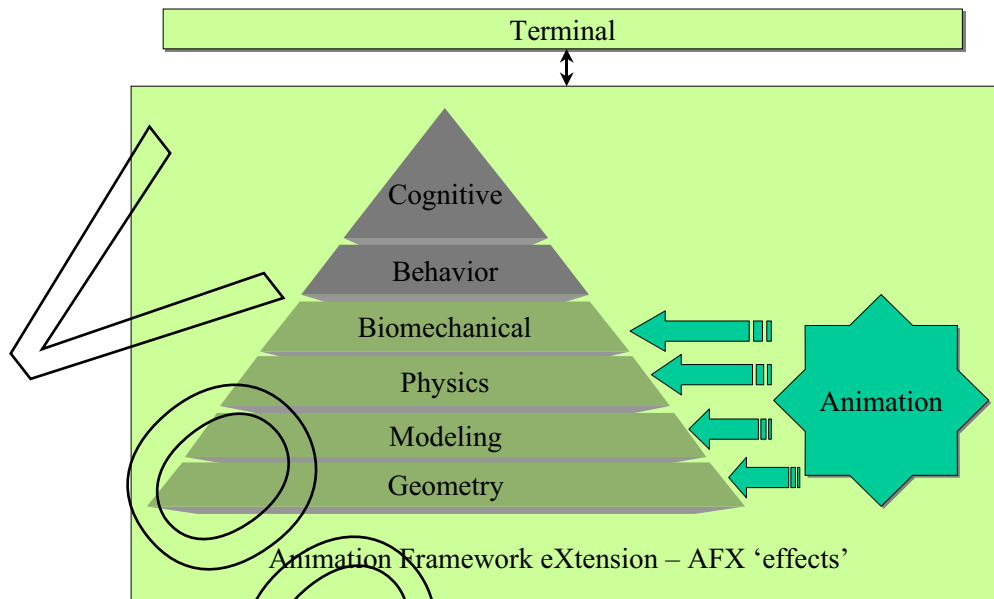 Terminal
Cognitive
Behavior
Biomechanical
Physics
Modeling
Geometry
Animation
Animation Framework eXtension – AFX ‘effects’